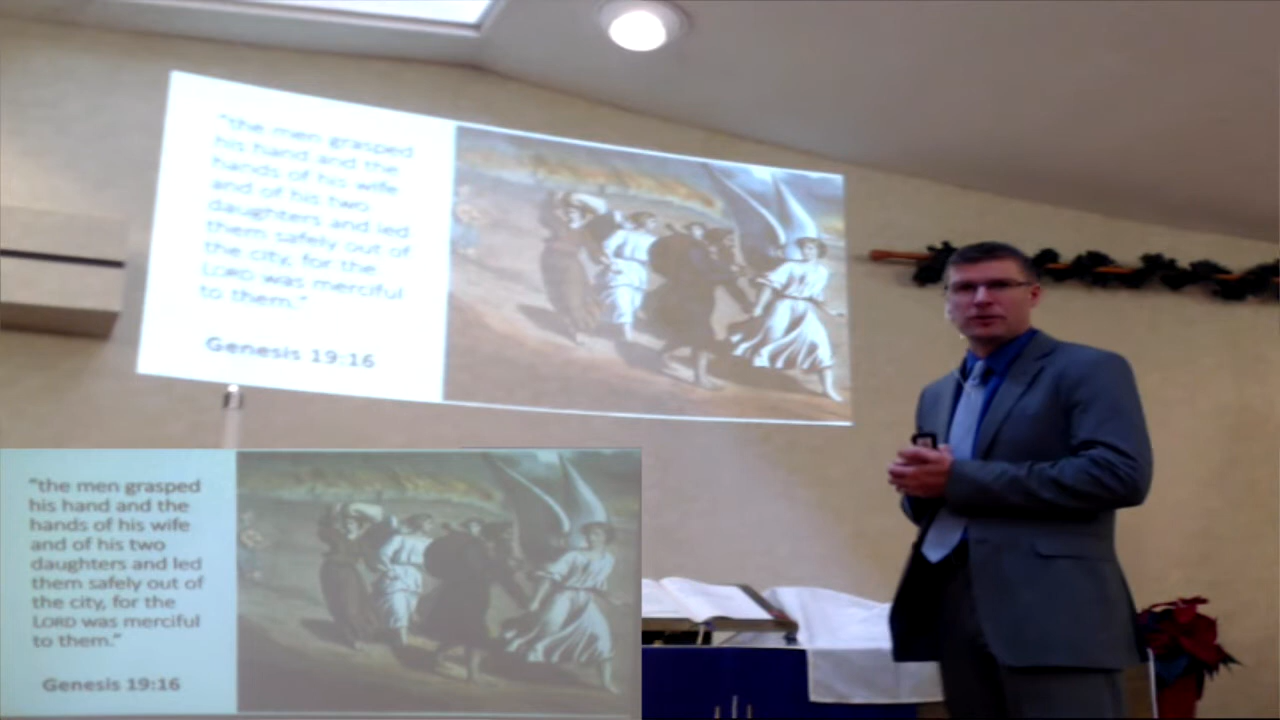 "the men grasped
his hand and the
hands of his wife
and of his two
daughters and led
them safely out of
the city, for the
LORD was merciful
to them."
Genesis 19:16
"the men grasped
his hand and the
hands of his wife
and of his two
daughters and led
them safely out of
the city, for the
LORD was merciful
to them."
Genesis 19:16